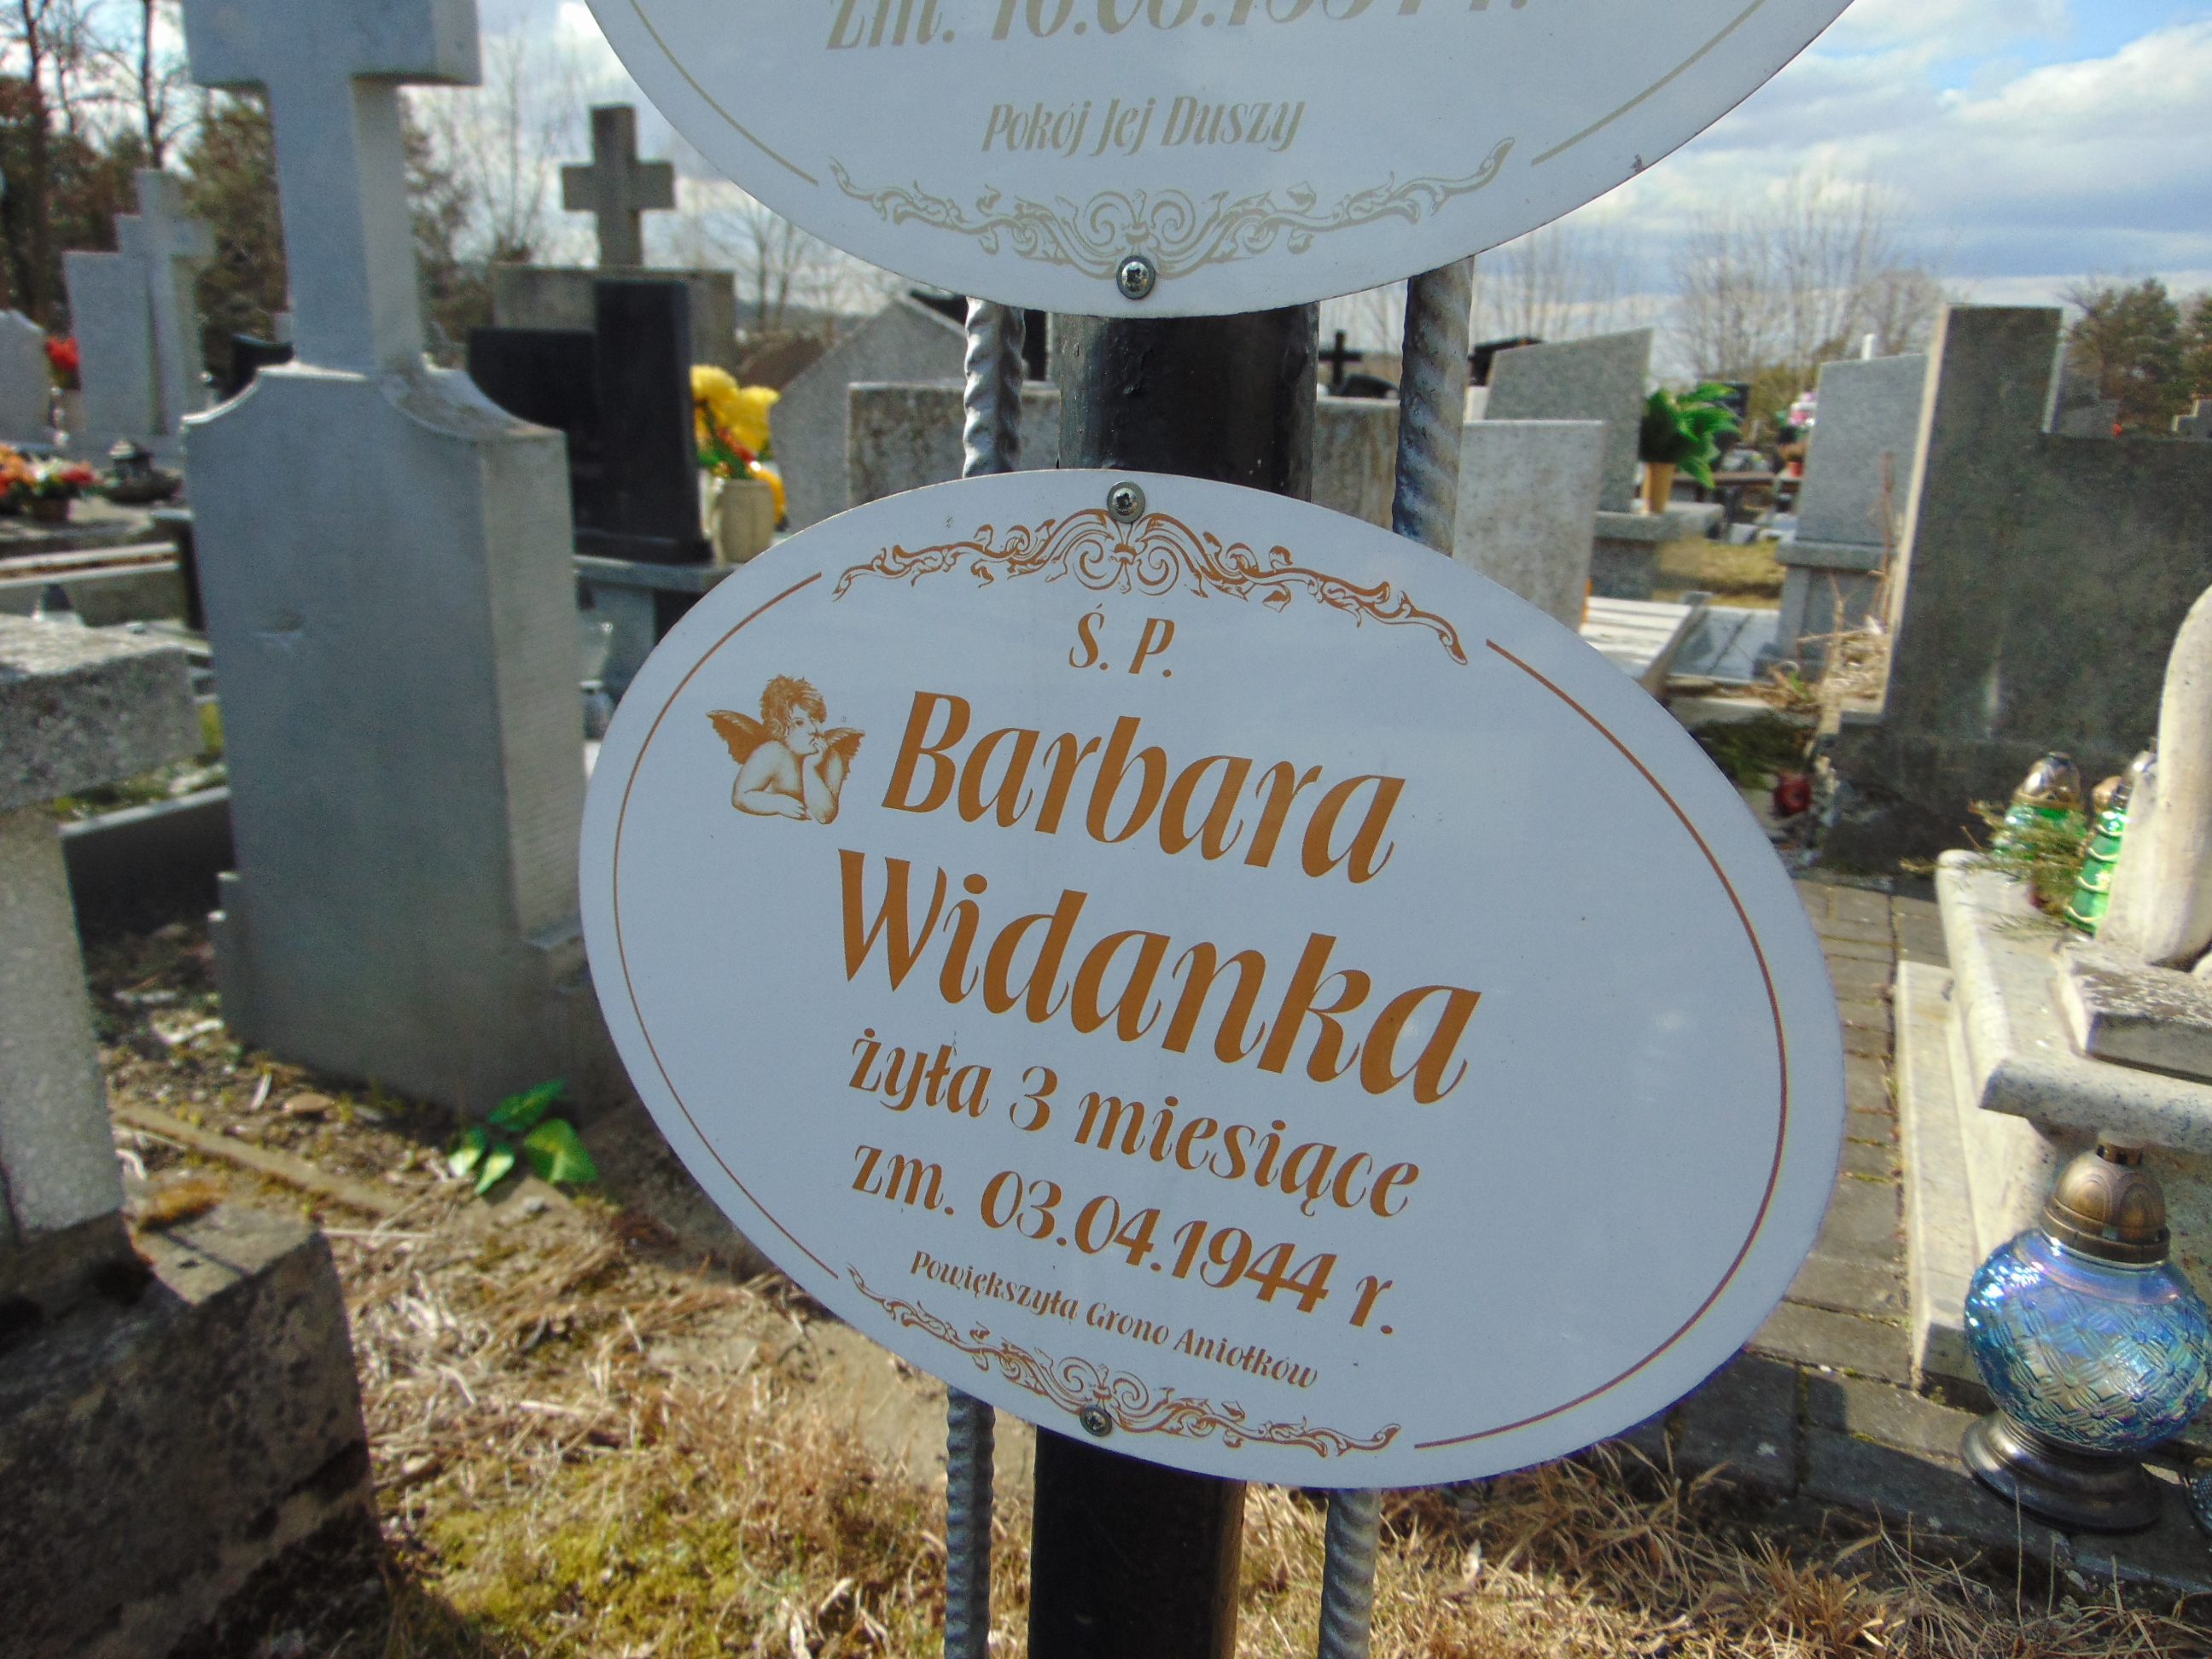 Pokój Jej Duszy
Ś. P.
Barbara
Widanka
żyła 3 miesiące
zm. 03.04.1944 r.
Powiększyła Grono Aniołków